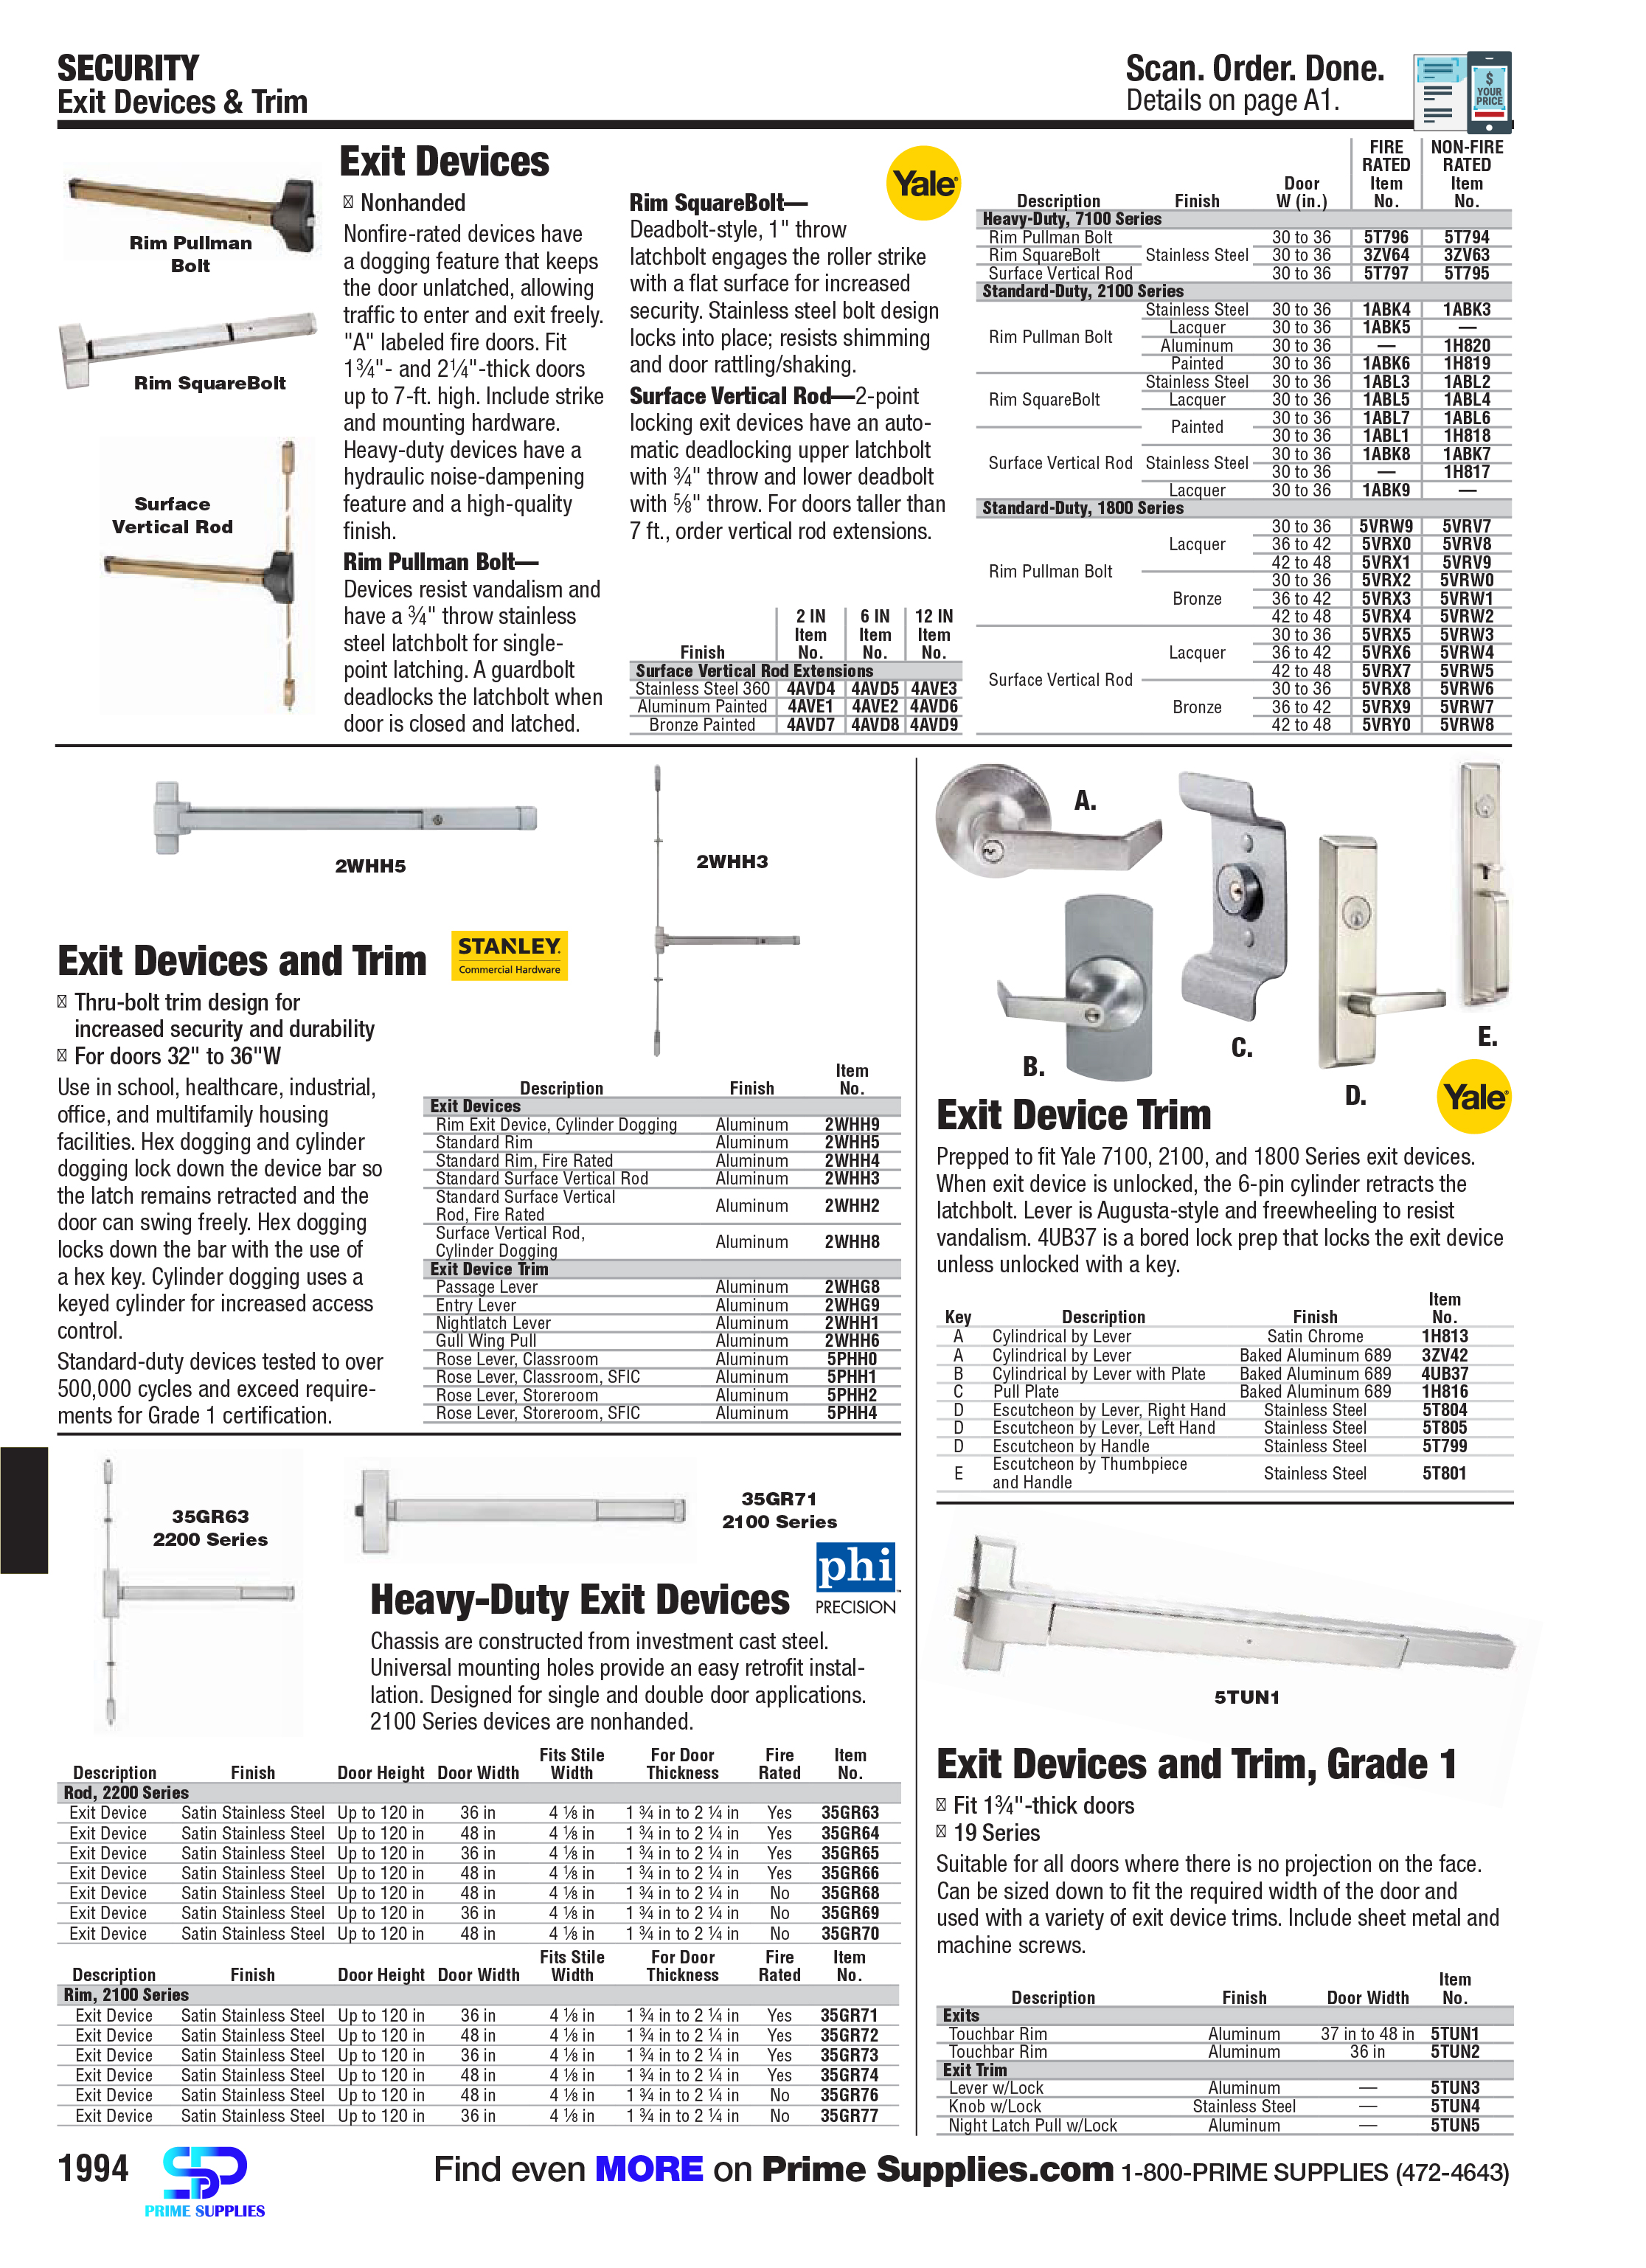 SECURITY
Exit Devices & Trim
Scan. Order. Done.
Details on page A1.
$
YOUR
PRICE
Rim Pullman
Bolt
Rim SquareBolt
Surface
Vertical Rod
Exit Devices
Nonhanded
Nonfire-rated devices have
a dogging feature that keeps
the door unlatched, allowing
traffic to enter and exit freely.
"A" labeled fire doors. Fit
1¾"- and 2¼"-thick doors
up to 7-ft. high. Include strike
and mounting hardware.
Heavy-duty devices have a
hydraulic noise-dampening
feature and a high-quality
finish.
Rim Pullman Bolt—
Devices resist vandalism and
have a ¾" throw stainless
steel latchbolt for single-
point latching. A guardbolt
deadlocks the latchbolt when
door is closed and latched.
Yale
Rim SquareBolt—
Deadbolt-style, 1" throw
latchbolt engages the roller strike
with a flat surface for increased
security. Stainless steel bolt design
locks into place; resists shimming
and door rattling/shaking.
Surface Vertical Rod—2-point
locking exit devices have an auto-
matic deadlocking upper latchbolt
with ¾" throw and lower deadbolt
with ⅝" throw. For doors taller than
7 ft., order vertical rod extensions.
2 IN 6 IN 12 IN
Item Item Item
Finish No. No. No.
Surface Vertical Rod Extensions
Stainless Steel 360 4AVD4 4AVD5 4AVE3
Aluminum Painted 4AVE1 4AVE2 4AVD6
Bronze Painted 4AVD7 4AVD8 4AVD9
FIRE NON-FIRE
RATED RATED
Door Item Item
Description Finish W (in.) No. No.
Heavy-Duty, 7100 Series
Rim Pullman Bolt 30 to 36 5T796 5T794
Rim SquareBolt Stainless Steel 30 to 36 3ZV64 3ZV63
Surface Vertical Rod 30 to 36 5T797 5T795
Standard-Duty, 2100 Series
Stainless Steel 30 to 36 1ABK4 1ABK3
Lacquer 30 to 36 1ABK5 —
Rim Pullman Bolt
Aluminum 30 to 36 — 1H820
Painted 30 to 36 1ABK6 1H819
Stainless Steel 30 to 36 1ABL3 1ABL2
Rim SquareBolt Lacquer 30 to 36 1ABL5 1ABL4
30 to 36 1ABL7 1ABL6
Painted
30 to 36 1ABL1 1H818
30 to 36 1ABK8 1ABK7
Surface Vertical Rod Stainless Steel
30 to 36 — 1H817
Lacquer 30 to 36 1ABK9 —
Standard-Duty, 1800 Series
30 to 36 5VRW9 5VRV7
Lacquer 36 to 42 5VRX0 5VRV8
42 to 48 5VRX1 5VRV9
Rim Pullman Bolt
30 to 36 5VRX2 5VRW0
Bronze 36 to 42 5VRX3 5VRW1
42 to 48 5VRX4 5VRW2
30 to 36 5VRX5 5VRW3
Lacquer 36 to 42 5VRX6 5VRW4
42 to 48 5VRX7 5VRW5
Surface Vertical Rod
30 to 36 5VRX8 5VRW6
Bronze 36 to 42 5VRX9 5VRW7
42 to 48 5VRY0 5VRW8
2WHH5
2WHH3
Exit Devices and Trim
STANLEY
Commercial Hardware
Thru-bolt trim design for
increased security and durability
For doors 32" to 36"W
Use in school, healthcare, industrial,
office, and multifamily housing
facilities. Hex dogging and cylinder
dogging lock down the device bar so
the latch remains retracted and the
door can swing freely. Hex dogging
locks down the bar with the use of
a hex key. Cylinder dogging uses a
keyed cylinder for increased access
control.
Standard-duty devices tested to over
500,000 cycles and exceed require-
ments for Grade 1 certification.
Item
Description Finish No.
Exit Devices
Rim Exit Device, Cylinder Dogging Aluminum 2WHH9
Standard Rim Aluminum 2WHH5
Standard Rim, Fire Rated Aluminum 2WHH4
Standard Surface Vertical Rod Aluminum 2WHH3
Standard Surface Vertical
Rod, Fire Rated Aluminum 2WHH2
Surface Vertical Rod,
Cylinder Dogging Aluminum 2WHH8
Exit Device Trim
Passage Lever Aluminum 2WHG8
Entry Lever Aluminum 2WHG9
Nightlatch Lever Aluminum 2WHH1
Gull Wing Pull Aluminum 2WHH6
Rose Lever, Classroom Aluminum 5PHH0
Rose Lever, Classroom, SFIC Aluminum 5PHH1
Rose Lever, Storeroom Aluminum 5PHH2
Rose Lever, Storeroom, SFIC Aluminum 5PHH4
A.
B.
C.
D.
E.
Yale
Exit Device Trim
Prepped to fit Yale 7100, 2100, and 1800 Series exit devices.
When exit device is unlocked, the 6-pin cylinder retracts the
latchbolt. Lever is Augusta-style and freewheeling to resist
vandalism. 4UB37 is a bored lock prep that locks the exit device
unless unlocked with a key.
Item
Key Description Finish No.
A Cylindrical by Lever Satin Chrome 1H813
A Cylindrical by Lever Baked Aluminum 689 3ZV42
B Cylindrical by Lever with Plate Baked Aluminum 689 4UB37
C Pull Plate Baked Aluminum 689 1H816
D Escutcheon by Lever, Right Hand Stainless Steel 5T804
D Escutcheon by Lever, Left Hand Stainless Steel 5T805
D Escutcheon by Handle Stainless Steel 5T799
E Escutcheon by Thumbpiece
and Handle Stainless Steel 5T801
35GR63
2200 Series
35GR71
2100 Series
phi
PRECISION
Heavy-Duty Exit Devices
Chassis are constructed from investment cast steel.
Universal mounting holes provide an easy retrofit instal-
lation. Designed for single and double door applications.
2100 Series devices are nonhanded.
Fits Stile For Door Fire Item
Description Finish Door Height Door Width Width Thickness Rated No.
Rod, 2200 Series
Exit Device Satin Stainless Steel Up to 120 in 36 in 4 ⅛ in 1 ¾ in to 2 ¼ in Yes 35GR63
Exit Device Satin Stainless Steel Up to 120 in 48 in 4 ⅛ in 1 ¾ in to 2 ¼ in Yes 35GR64
Exit Device Satin Stainless Steel Up to 120 in 36 in 4 ⅛ in 1 ¾ in to 2 ¼ in Yes 35GR65
Exit Device Satin Stainless Steel Up to 120 in 48 in 4 ⅛ in 1 ¾ in to 2 ¼ in Yes 35GR66
Exit Device Satin Stainless Steel Up to 120 in 48 in 4 ⅛ in 1 ¾ in to 2 ¼ in No 35GR68
Exit Device Satin Stainless Steel Up to 120 in 36 in 4 ⅛ in 1 ¾ in to 2 ¼ in No 35GR69
Exit Device Satin Stainless Steel Up to 120 in 48 in 4 ⅛ in 1 ¾ in to 2 ¼ in No 35GR70
Fits Stile For Door Fire Item
Description Finish Door Height Door Width Width Thickness Rated No.
Rim, 2100 Series
Exit Device Satin Stainless Steel Up to 120 in 36 in 4 ⅛ in 1 ¾ in to 2 ¼ in Yes 35GR71
Exit Device Satin Stainless Steel Up to 120 in 48 in 4 ⅛ in 1 ¾ in to 2 ¼ in Yes 35GR72
Exit Device Satin Stainless Steel Up to 120 in 36 in 4 ⅛ in 1 ¾ in to 2 ¼ in Yes 35GR73
Exit Device Satin Stainless Steel Up to 120 in 48 in 4 ⅛ in 1 ¾ in to 2 ¼ in Yes 35GR74
Exit Device Satin Stainless Steel Up to 120 in 48 in 4 ⅛ in 1 ¾ in to 2 ¼ in No 35GR76
Exit Device Satin Stainless Steel Up to 120 in 36 in 4 ⅛ in 1 ¾ in to 2 ¼ in No 35GR77
5TUN1
Exit Devices and Trim, Grade 1
Fit 1¾"-thick doors
19 Series
Suitable for all doors where there is no projection on the face.
Can be sized down to fit the required width of the door and
used with a variety of exit device trims. Include sheet metal and
machine screws.
Item
Description Finish Door Width No.
Exits
Touchbar Rim Aluminum 37 in to 48 in 5TUN1
Touchbar Rim Aluminum 36 in 5TUN2
Exit Trim
Lever w/Lock Aluminum — 5TUN3
Knob w/Lock Stainless Steel — 5TUN4
Night Latch Pull w/Lock Aluminum — 5TUN5
1994
PRIME SUPPLIES
Find even MORE on Prime Supplies.com 1-800-PRIME SUPPLIES (472-4643)